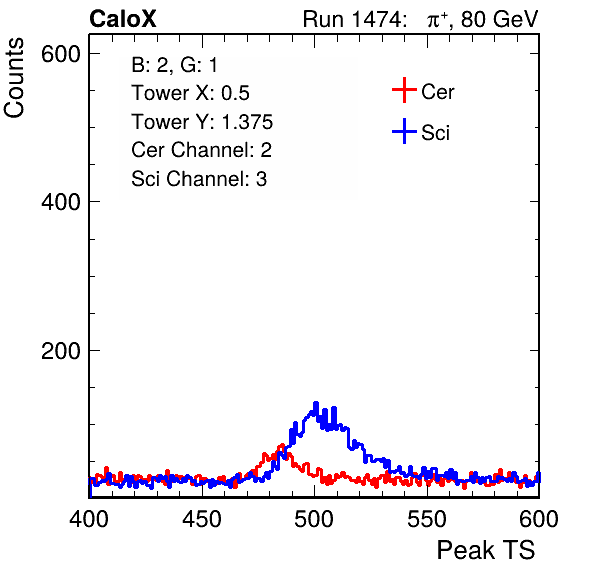 CaloX Run 1474: π⁺, 80 GeV
Counts
600
400
200
B: 2, G: 1
Tower X: 0.5
Tower Y: 1.375
Cer Channel: 2
Sci Channel: 3
Cer
Sci
400 450 500 550 600
Peak TS